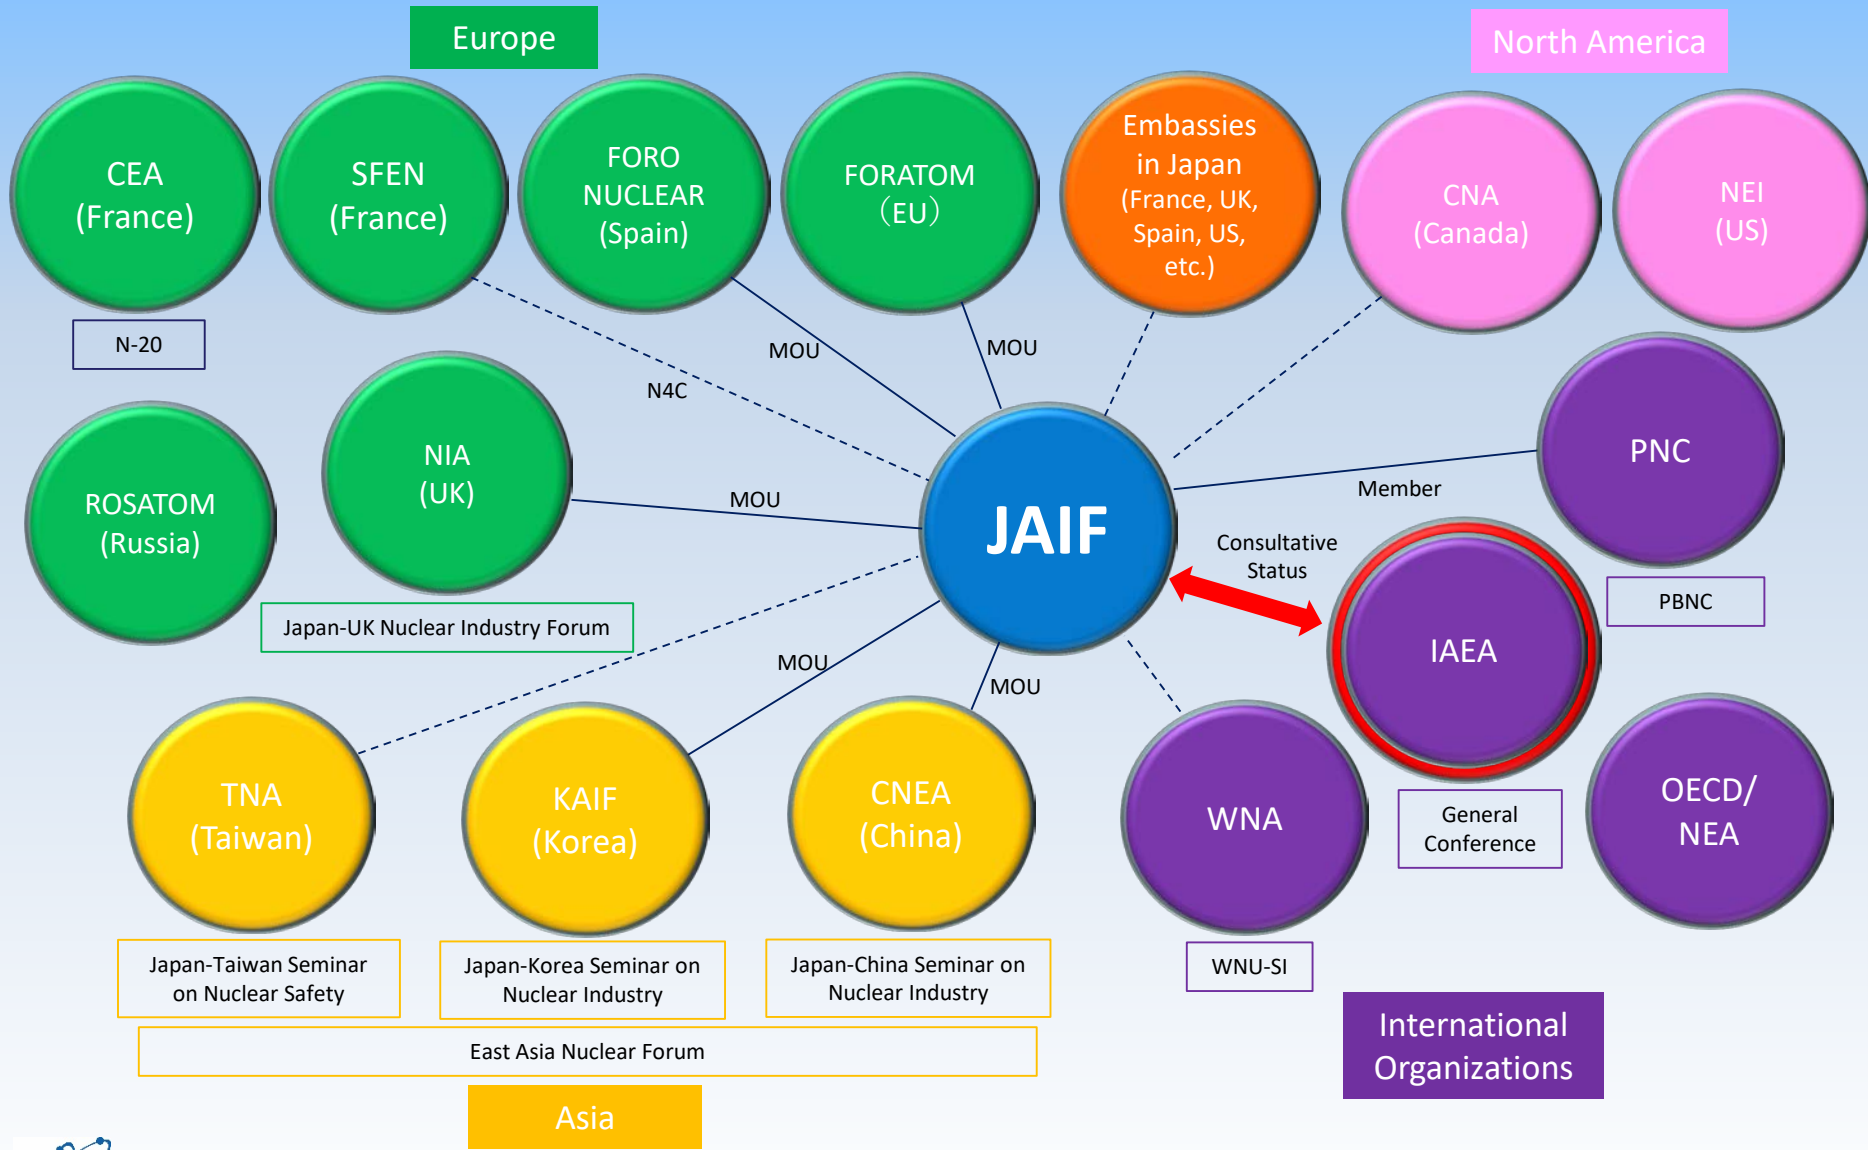 Europe
North America
CEA
(France)
SFEN
(France)
FORO
NUCLEAR
(Spain)
FORATOM
（EU）
Embassies
in Japan
(France, UK,
Spain, US,
etc.)
CNA
(Canada)
NEI
(US)
N-20
MOU
MOU
N4C
NIA
(UK)
ROSATOM
(Russia)
MOU
JAIF
PNC
Member
Consultative
Status
PBNC
IAEA
Japan-UK Nuclear Industry Forum
MOU
MOU
TNA
(Taiwan)
KAIF
(Korea)
CNEA
(China)
WNA
General
Conference
OECD/
NEA
Japan-Taiwan Seminar
on Nuclear Safety
Japan-Korea Seminar on
Nuclear Industry
Japan-China Seminar on
Nuclear Industry
WNU-SI
East Asia Nuclear Forum
International
Organizations
Asia